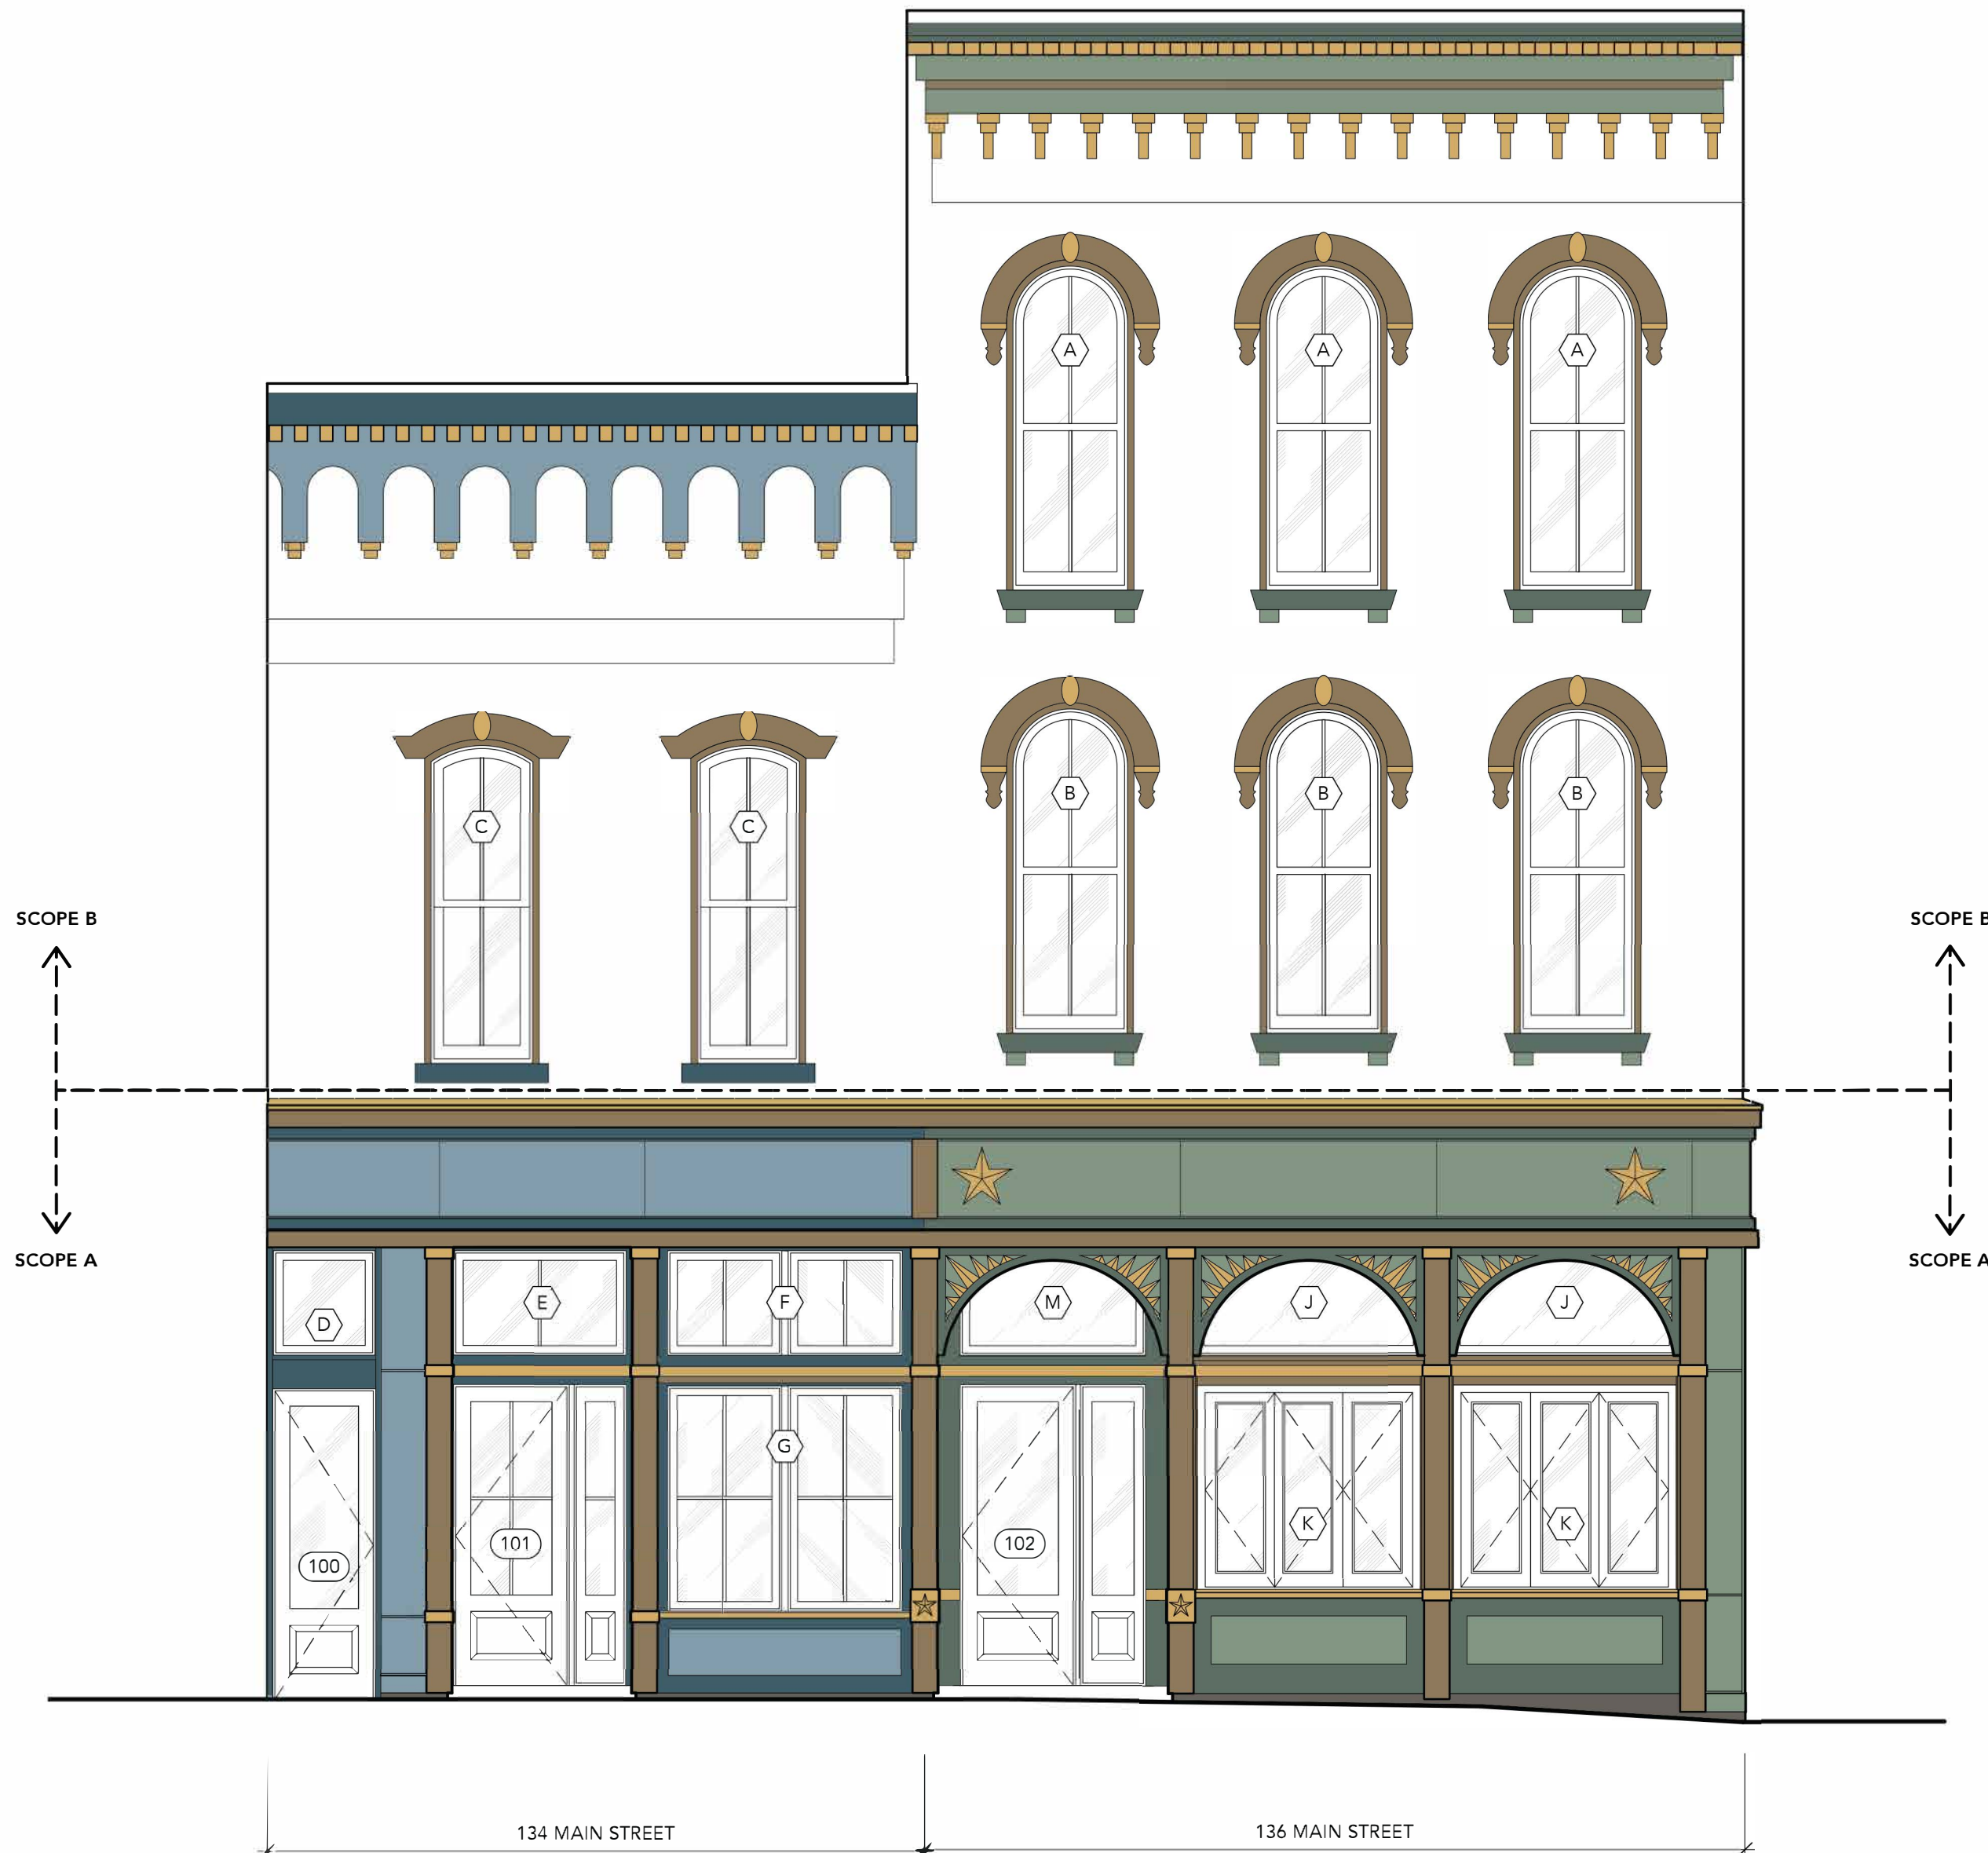 A A A
B B B
C C
SCOPE B SCOPE B
SCOPE A SCOPE A
D E F M J J
G
100 101 102 K K
134 MAIN STREET 136 MAIN STREET